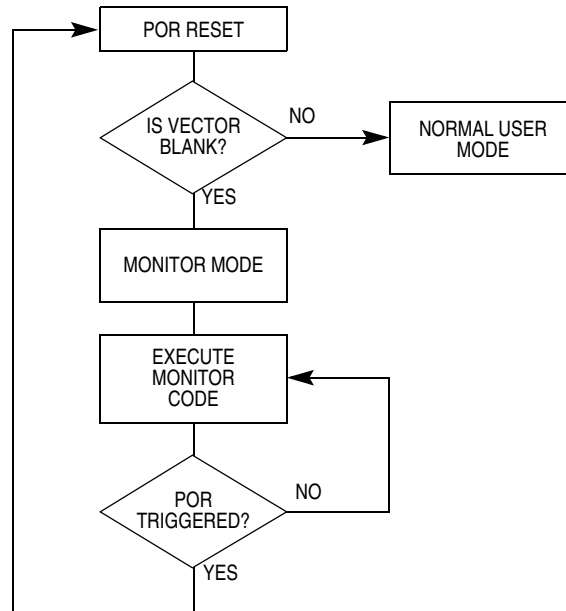 POR RESET
IS VECTOR
BLANK?
NO
NORMAL USER
MODE
YES
MONITOR MODE
EXECUTE
MONITOR
CODE
POR
TRIGGERED?
NO
YES